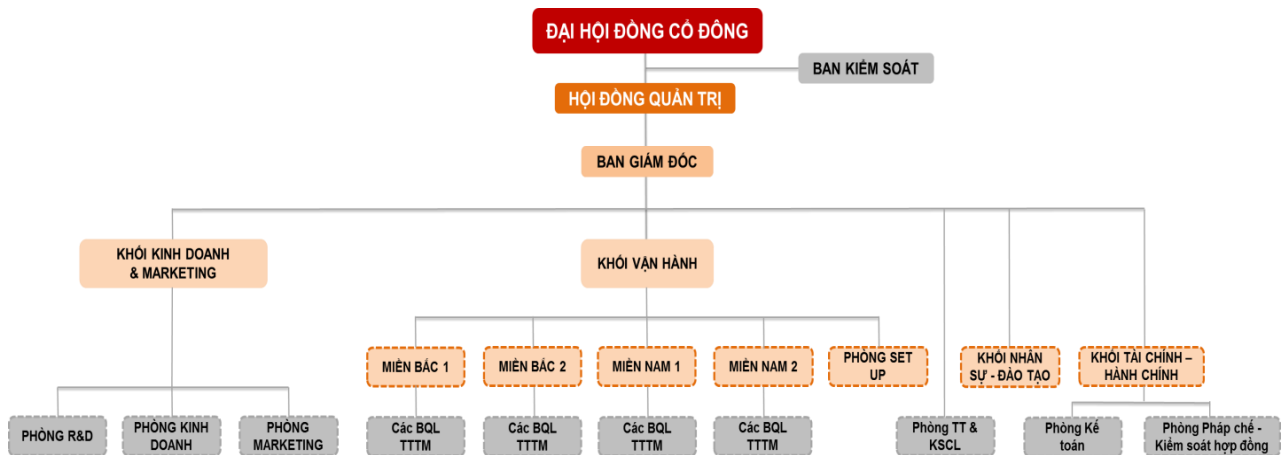 ĐẠI HỘI ĐỒNG CỔ ĐÔNG
BAN KIỂM SOÁT
HỘI ĐỒNG QUẢN TRỊ
BAN GIÁM ĐỐC
KHỐI KINH DOANH
& MARKETING
KHỐI VẬN HÀNH
MIỀN BẮC 1
MIỀN BẮC 2
MIỀN NAM 1
MIỀN NAM 2
PHÒNG SET
UP
KHỐI NHÂN
SỰ - ĐÀO TẠO
KHỐI TÀI CHÍNH –
HÀNH CHÍNH
PHÒNG R&D
PHÒNG KINH
DOANH
PHÒNG
MARKETING
Các BQL
TTTM
Các BQL
TTTM
Các BQL
TTTM
Các BQL
TTTM
Phòng TT &
KSCL
Phòng Kế
toán
Phòng Pháp chế -
Kiểm soát hợp đồng